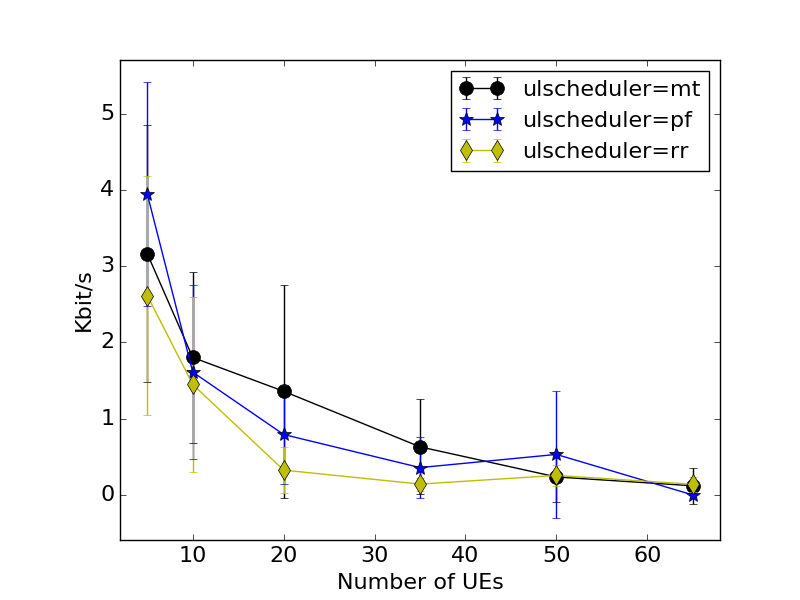 ulscheduler=mt
ulscheduler=pf
ulscheduler=rr
5
4
3
2
1
0
Kbit/s
10 20 30 40 50 60
Number of UEs